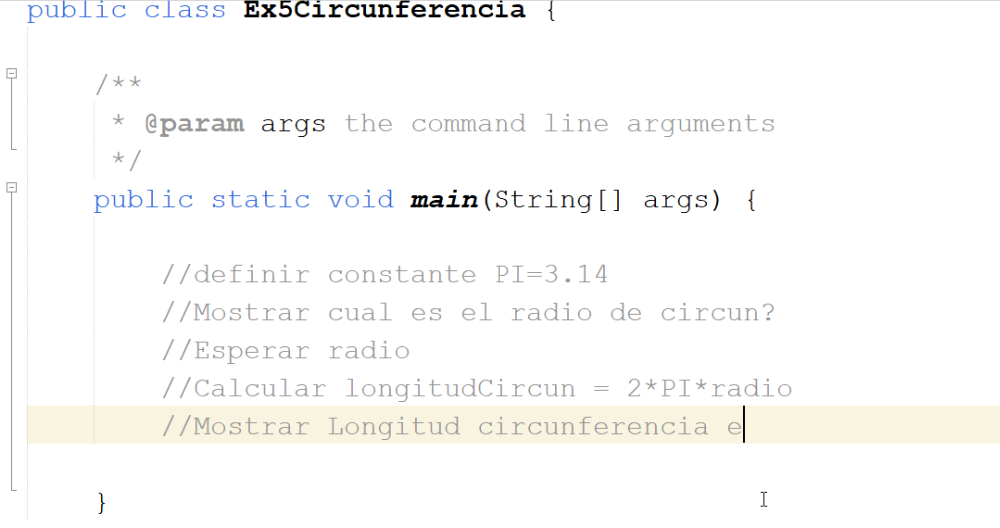 public class Ex5Circunferencia {
/**
* @param args the command line arguments
*/
public static void main(String[] args) {
//definir constante PI=3.14
//Mostrar cual es el radio de circun?
//Esperar radio
//Calcular longitudCircun = 2*PI*radio
//Mostrar Longitud circunferencia e
}